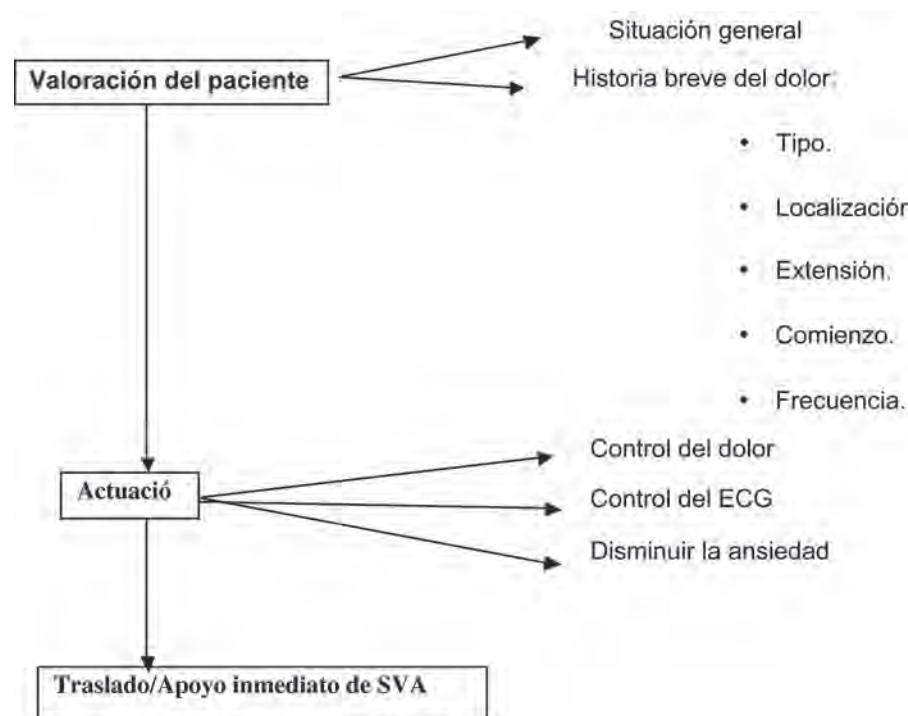 Situación general
Valoración del paciente
Historia breve del dolor:
• Tipo.
• Localización
• Extensión.
• Comienzo.
• Frecuencia.
Control del dolor
Actuació
Control del ECG
Disminuir la ansiedad
Traslado/Apoyo inmediato de SVA